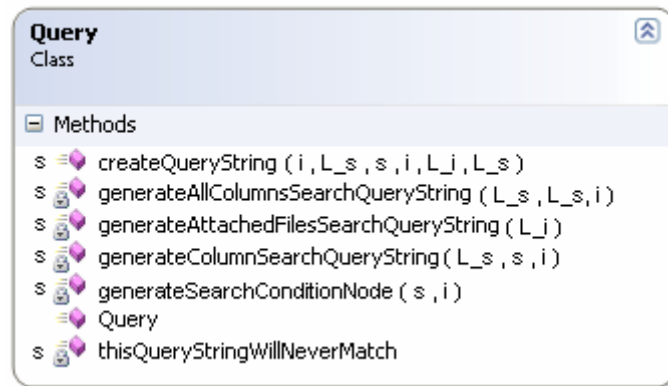 Query
Class
Methods
s createQueryString (i,L_s,s,i,L_i,L_s)
s generateAllColumnsSearchQueryString (L_s,L_s,i)
s generateAttachedFilesSearchQueryString (L_i)
s generateColumnSearchQueryString (L_s,s,i)
s generateSearchConditionNode (s,i)
Query
s thisQueryStringWillNeverMatch